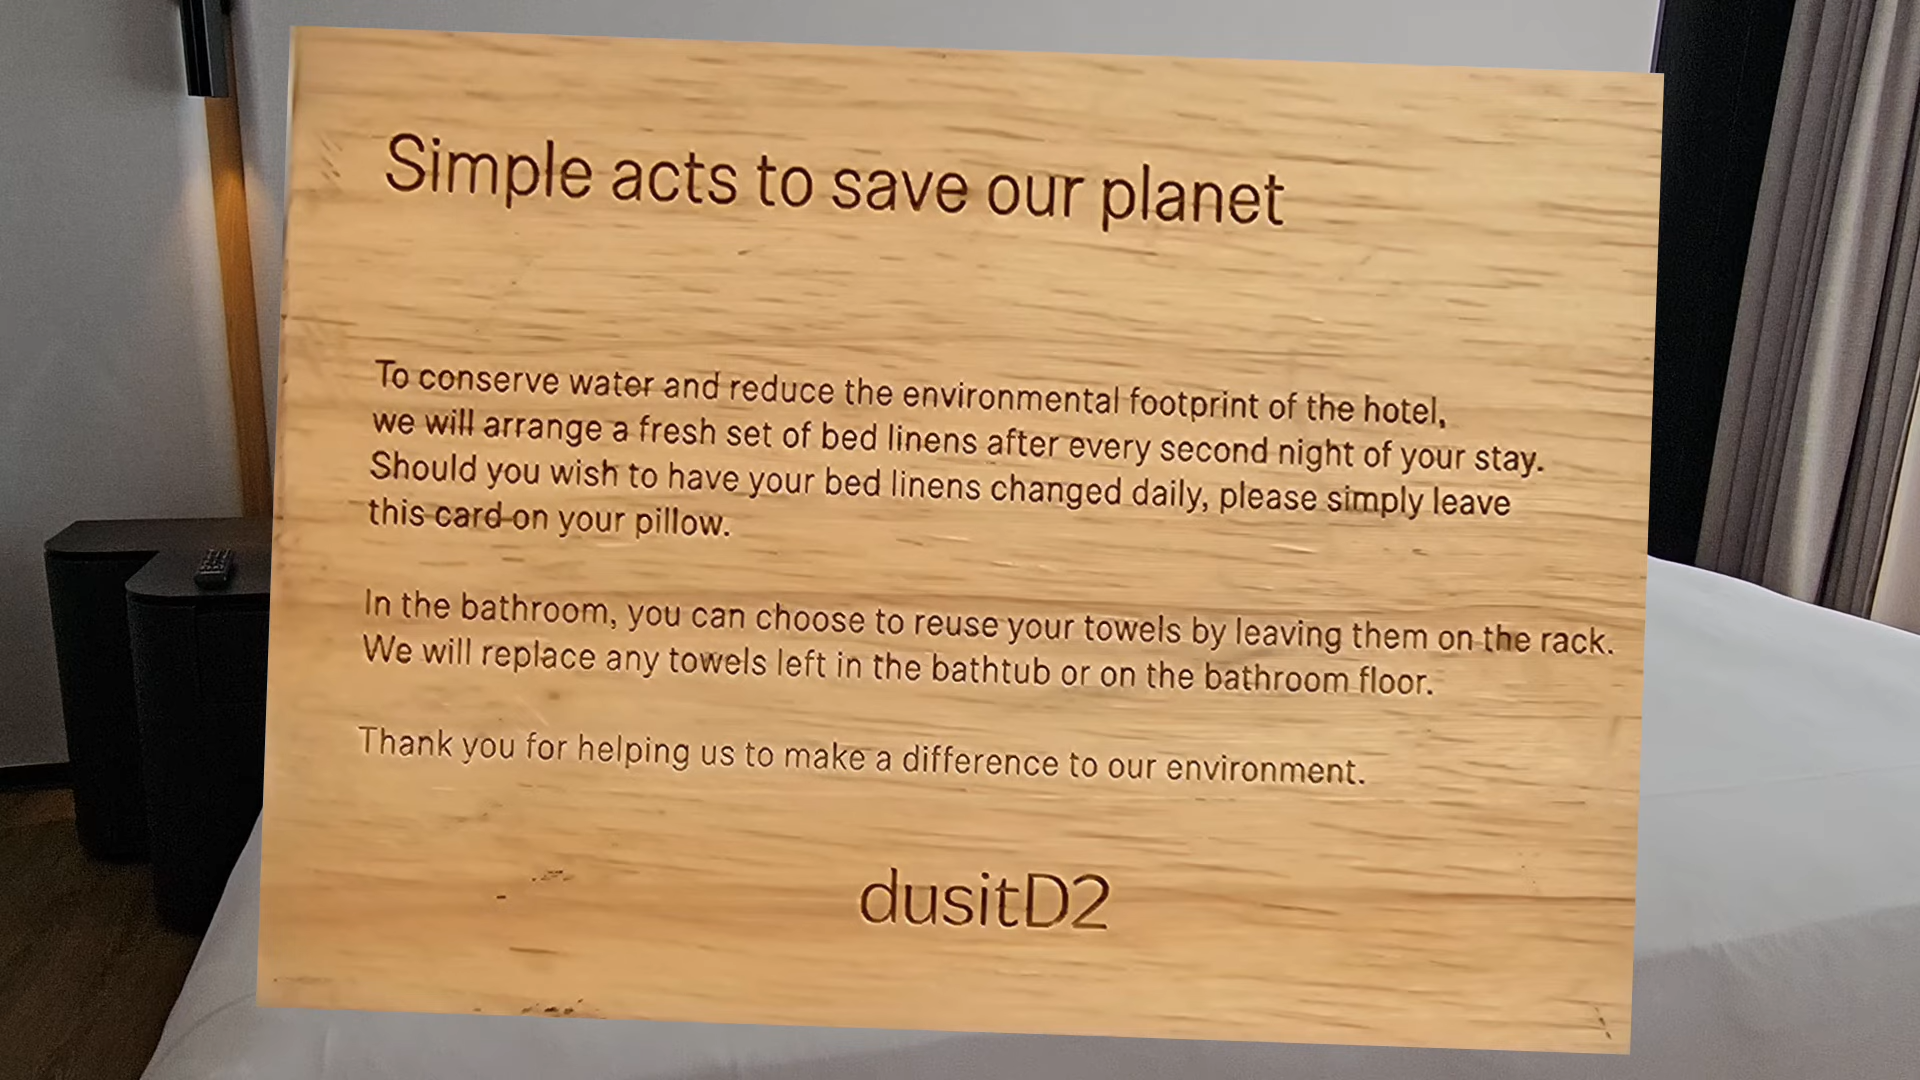 Simple acts to save our planet
To conserve water and reduce the environmental footprint of the hotel,
we will arrange a fresh set of bed linens after every second night of your stay.
Should you wish to have your bed linens changed daily, please simply leave
this card on your pillow.
In the bathroom, you can choose to reuse your towels by leaving them on the rack.
We will replace any towels left in the bathtub or on the bathroom floor.
Thank you for helping us to make a difference to our environment.
dusitD2